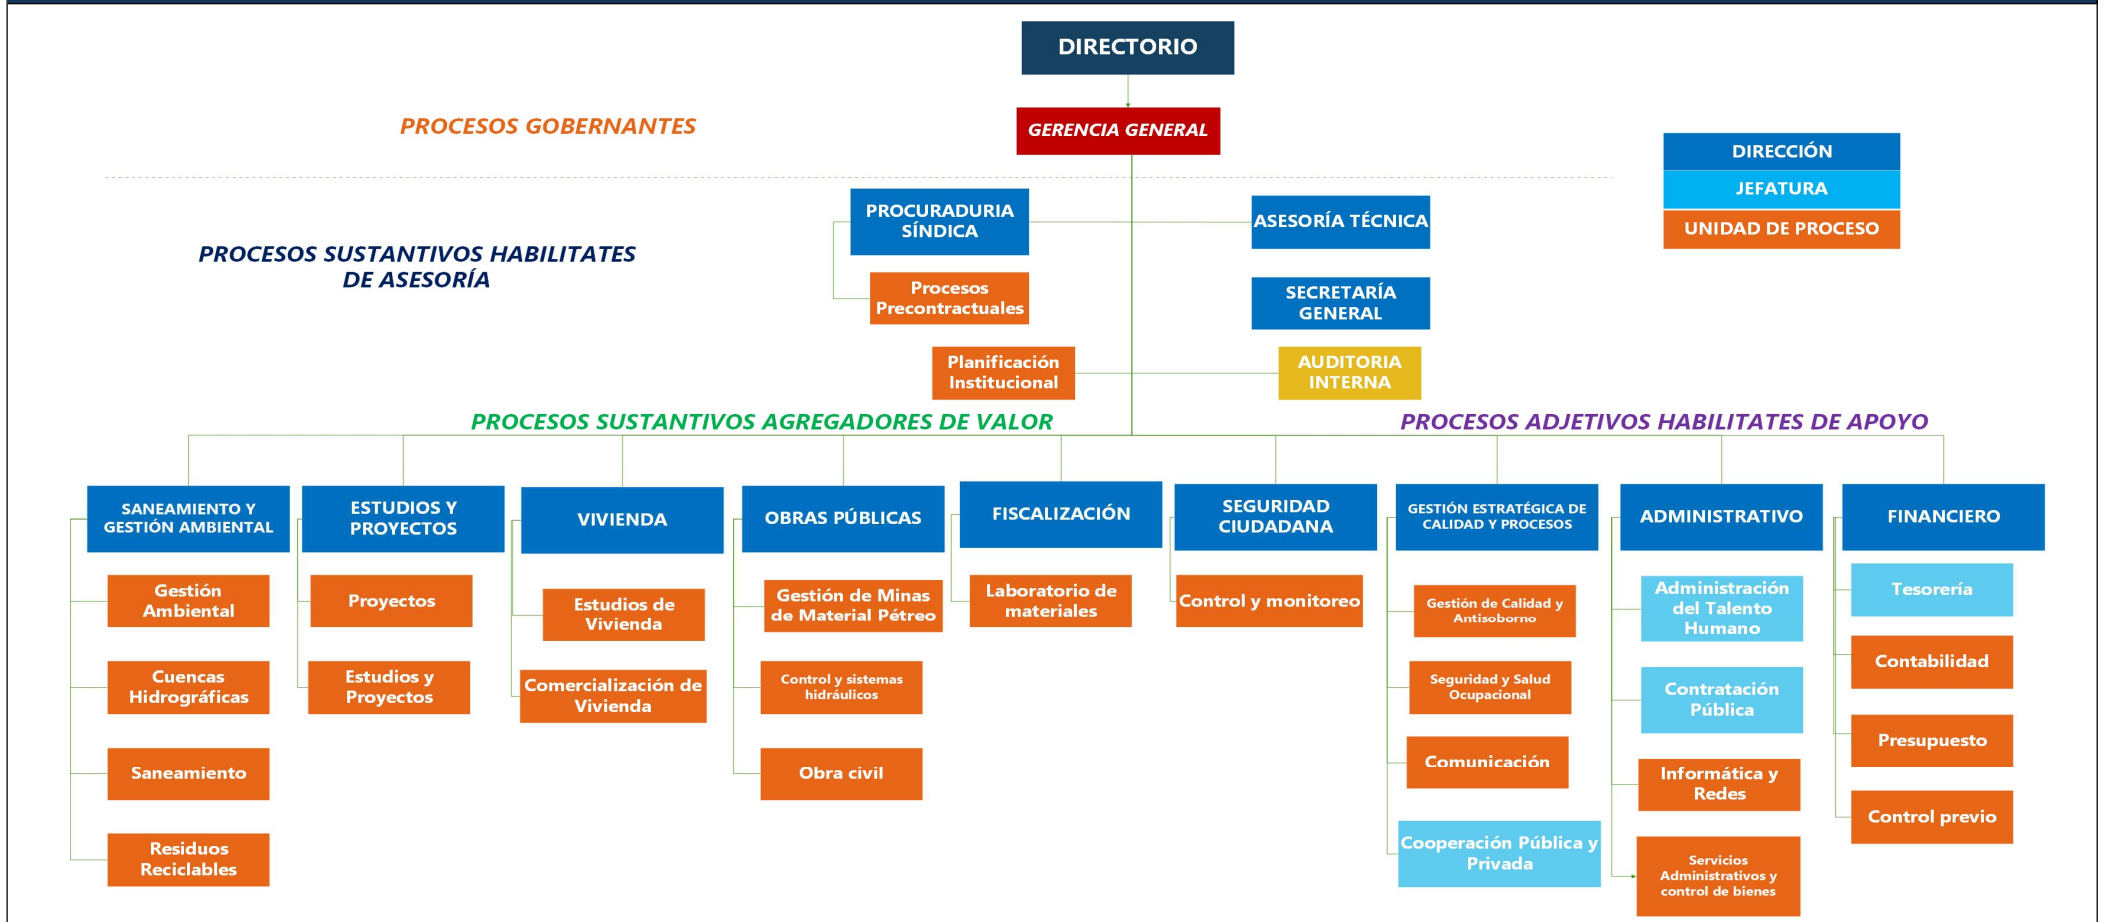 DIRECTORIO
PROCESOS GOBERNANTES
GERENCIA GENERAL
DIRECCIÓN
JEFATURA
UNIDAD DE PROCESO
PROCESOS SUSTANTIVOS HABILITATES
DE ASESORÍA
PROCURADURIA
SÍNDICA
ASESORÍA TÉCNICA
Procesos
Precontractuales
SECRETARÍA
GENERAL
Planificación
Institucional
AUDITORIA
INTERNA
PROCESOS SUSTANTIVOS AGREGADORES DE VALOR
PROCESOS ADJETIVOS HABILITATES DE APOYO
SANEAMIENTO Y
GESTIÓN AMBIENTAL
Gestión
Ambiental
Cuencas
Hidrográficas
Saneamiento
Residuos
Reciclables
ESTUDIOS Y
PROYECTOS
Proyectos
Estudios y
Proyectos
VIVIENDA
Estudios de
Vivienda
Comercialización de
Vivienda
OBRAS PÚBLICAS
Gestión de Minas
de Material Pétreo
Control y sistemas
hidráulicos
Obra civil
FISCALIZACIÓN
Laboratorio de
materiales
SEGURIDAD
CIUDADANA
Control y monitoreo
GESTIÓN ESTRATÉGICA DE
CALIDAD Y PROCESOS
Gestión de Calidad y
Antisoborno
Seguridad y Salud
Ocupacional
Comunicación
Cooperación Pública y
Privada
ADMINISTRATIVO
Administración
del Talento
Humano
Contratación
Pública
Informática y
Redes
Servicios
Administrativos y
control de bienes
FINANCIERO
Tesorería
Contabilidad
Presupuesto
Control previo